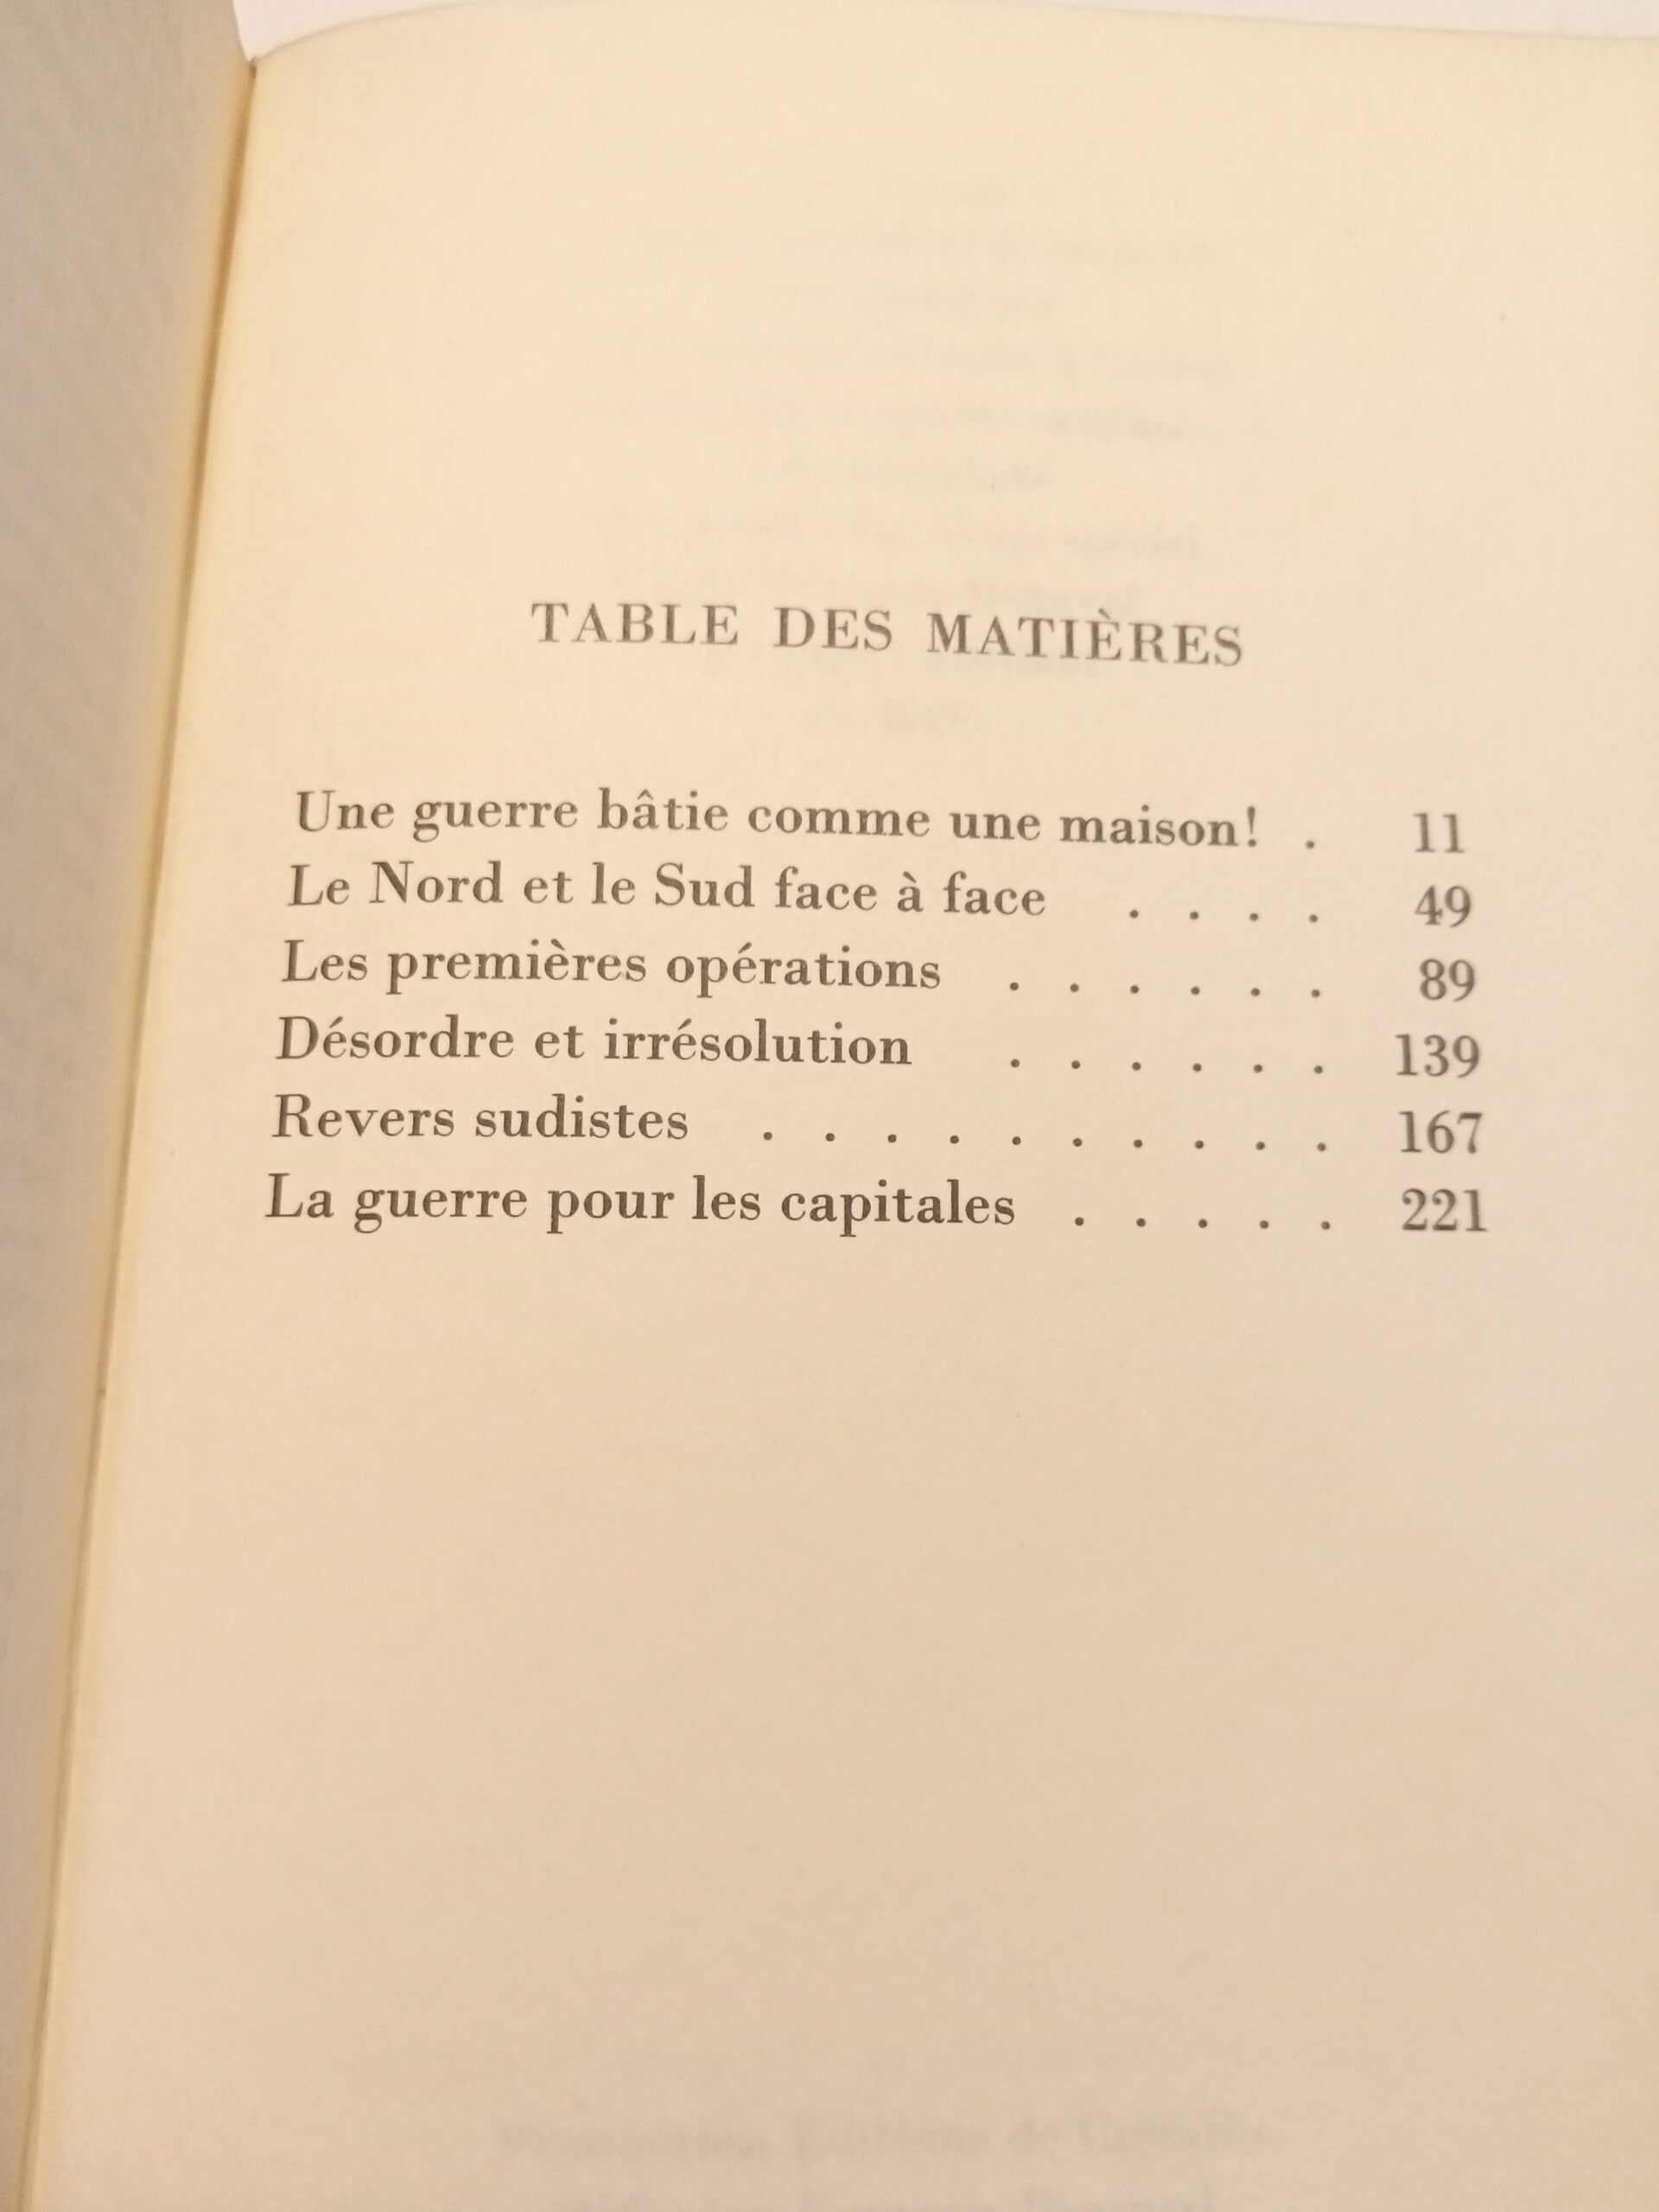 TABLE DES MATIÈRES
Une guerre bâtie comme une maison! . 11
Le Nord et le Sud face à face . . . . 49
Les premières opérations . . . . . . 89
Désordre et irrésolution . . . . . . 139
Revers sudistes . . . . . . . . . . 167
La guerre pour les capitales . . . . . 221